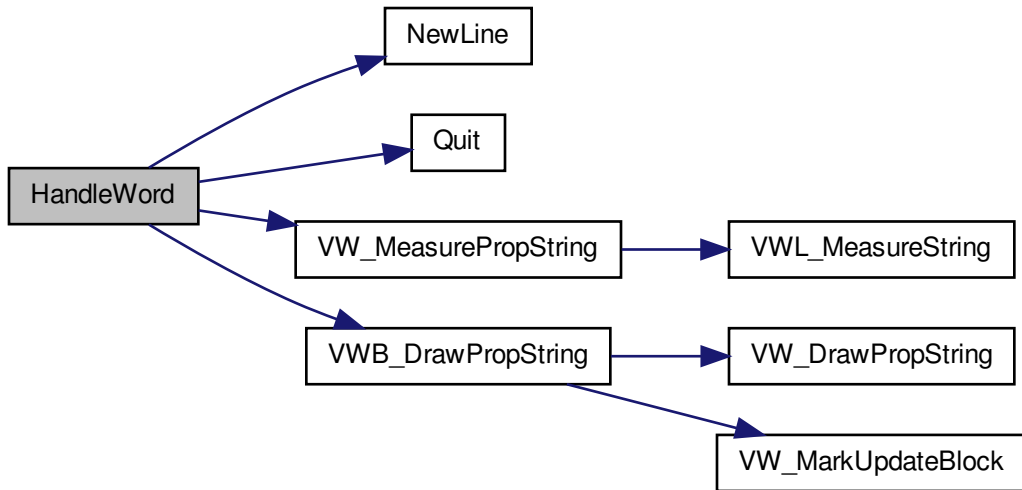 NewLine
Quit
HandleWord
VW_MeasurePropString
VWL_MeasureString
VWB_DrawPropString
VW_DrawPropString
VW_MarkUpdateBlock